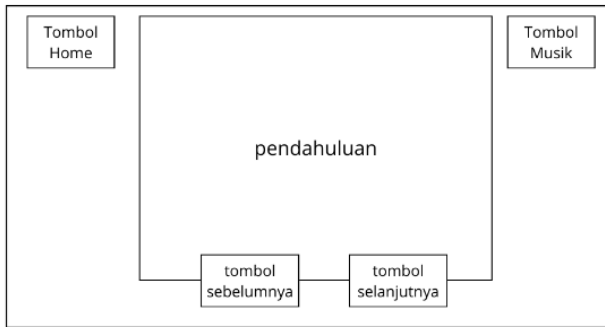 Tombol
Home
Tombol
Musik
pendahuluan
tombol
sebelumnya
tombol
selanjutnya